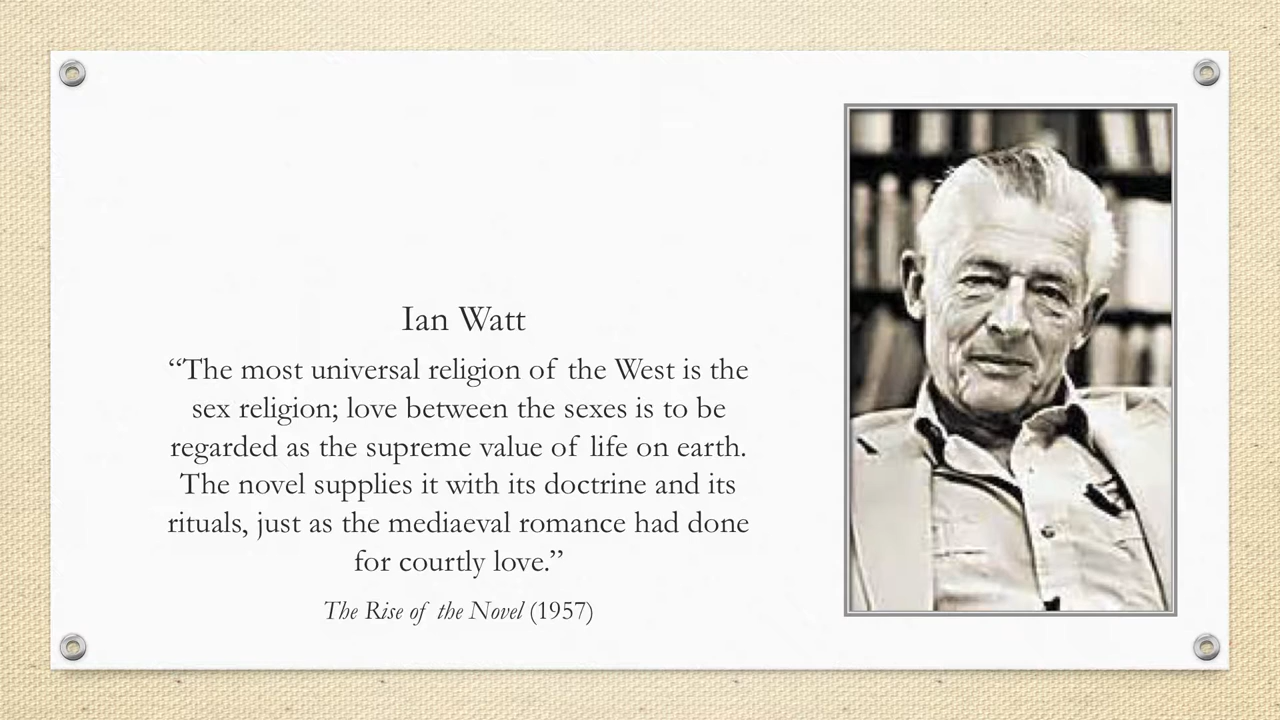 Ian Watt
“The most universal religion of the West is the
sex religion; love between the sexes is to be
regarded as the supreme value of life on earth.
The novel supplies it with its doctrine and its
rituals, just as the mediaeval romance had done
for courtly love.”
The Rise of the Novel (1957)